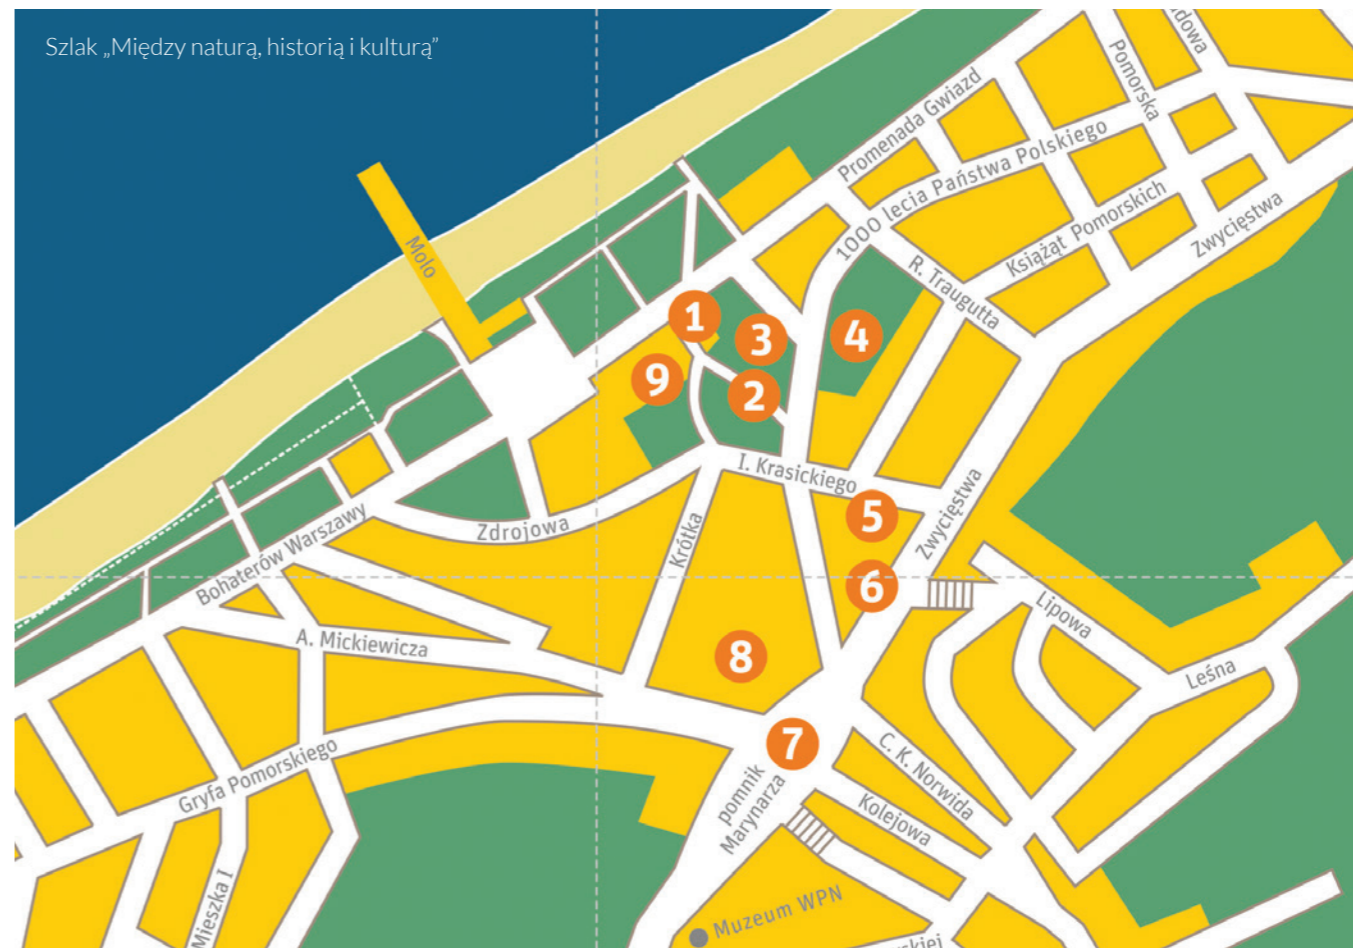 Szlak „Między naturą, historią i kulturą”
Molo
Promenada Gwiazd
Pomorska
1000 lecia Państwa Polskiego
Książąt Pomorskich
Zwycięstwa
R. Traugutta
1
3
4
9
2
I. Krasickiego
5
Zwycięstwa
Zdrojowa
Krótka
Bohaterów Warszawy
6
Lipowa
A. Mickiewicza
8
Leśna
7
C. K. Norwida
Gryfa Pomorskiego
pomnik
Marynarza
Kolejowa
Mieszka I
Muzeum WPN